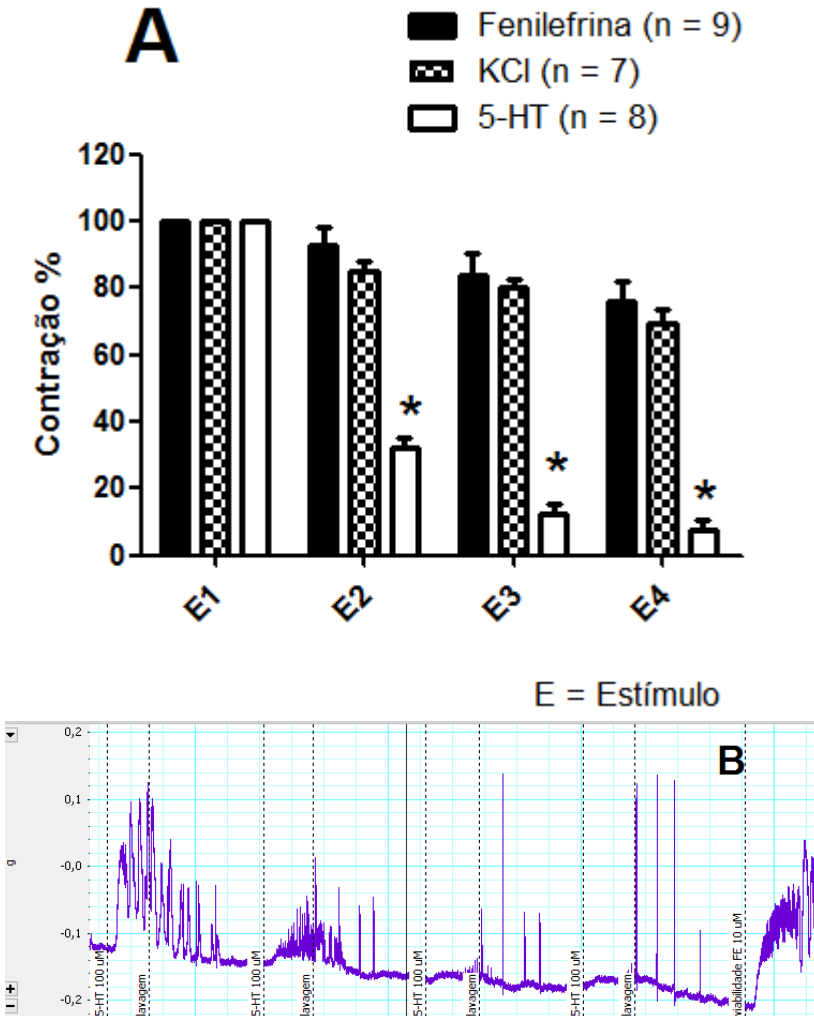 A
Fenilefrina (n = 9)
KCl (n = 7)
5-HT (n = 8)
120
100
80
60
40
20
0
Contração %
*
*
*
E1
E2
E3
E4
E = Estímulo
B
0,2
0,1
-0,0
-0,1
-0,2
g
5-HT 100 uM
lavagem
5-HT 100 uM
lavagem
5-HT 100 uM
lavagem
5-HT 100 uM
lavagem
viabilidade FE 10 uM